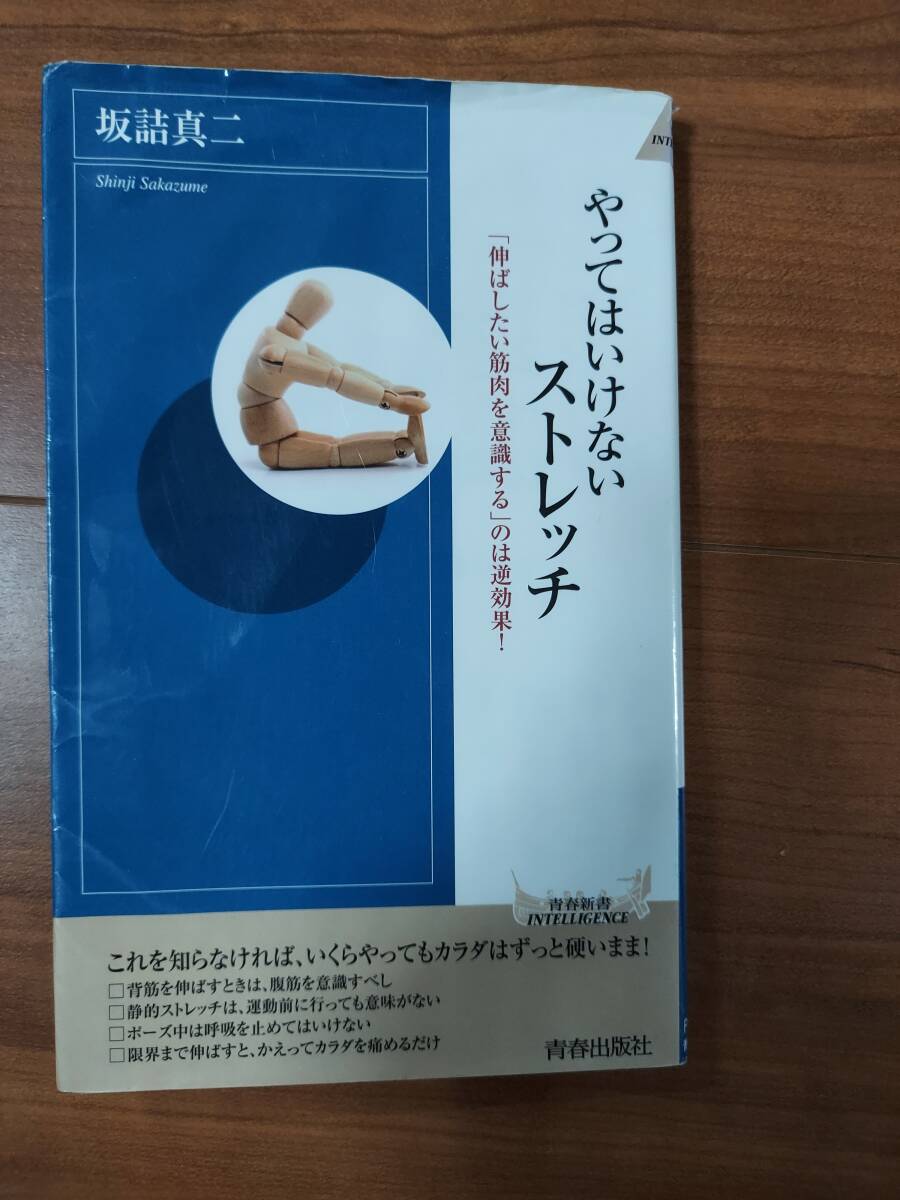 坂詰真二
Shinji Sakazume
やってはいけない
ストレッチ
「伸ばしたい筋肉を意識する」のは逆効果！
青春新書
INTELLIGENCE
これを知らなければ、いくらやってもカラダはずっと硬いまま！
□背筋を伸ばすときは、腹筋を意識すべし
□静的ストレッチは、運動前に行っても意味がない
□ポーズ中は呼吸を止めてはいけない
□限界まで伸ばすと、かえってカラダを痛めるだけ
青春出版社